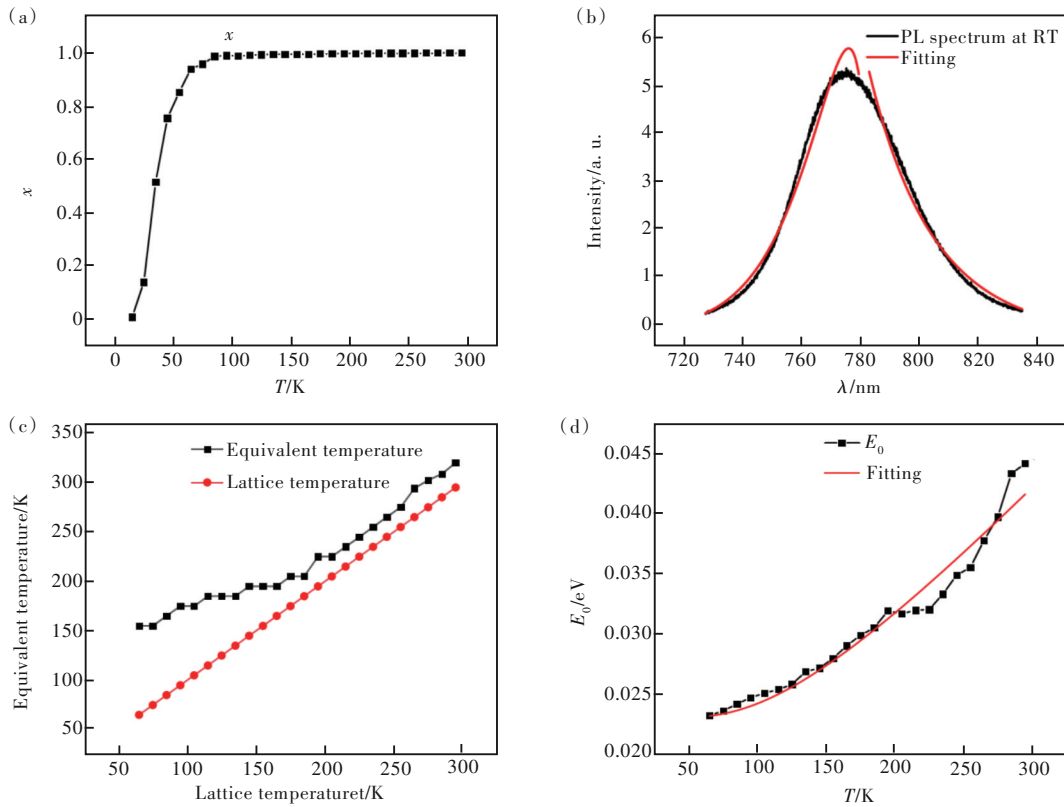 (a)
x
1.0
0.8
0.6
0.4
0.2
0
x
0 50 100 150 200 250 300
T/K
(b)
PL spectrum at RT
Fitting
6
5
4
3
2
1
0
Intensity/a. u.
720 740 760 780 800 820 840
λ/nm
(c)
350
300
250
200
150
100
50
Equivalent temperature/K
Equivalent temperature
Lattice temperature
50 100 150 200 250 300
Lattice temperaturet/K
(d)
0.045
0.040
0.035
0.030
0.025
0.020
E₀/eV
E₀
Fitting
50 100 150 200 250 300
T/K